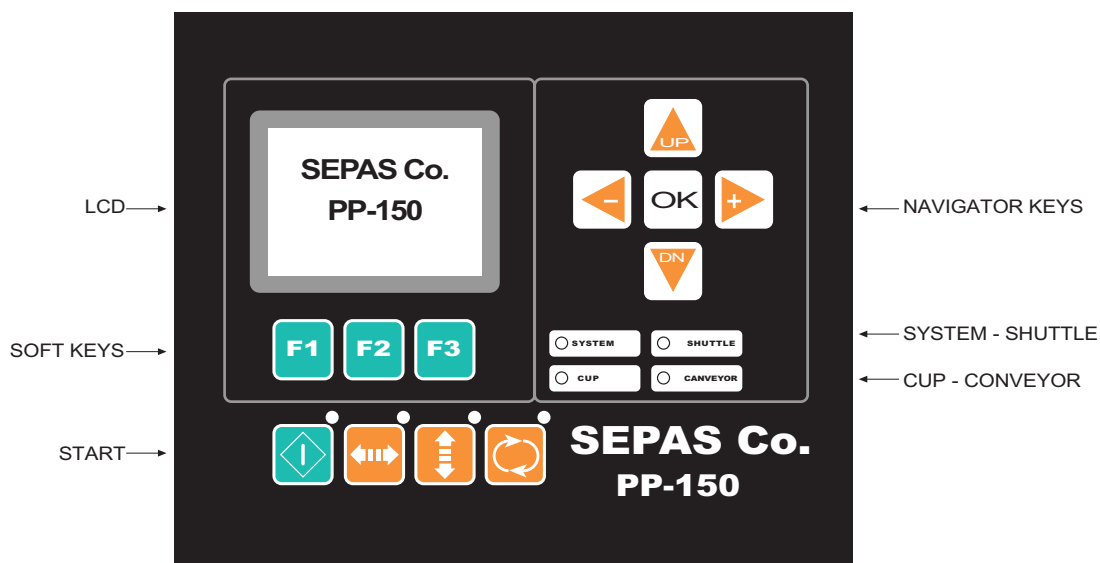 SEPAS Co.
PP-150
LCD
SOFT KEYS
START
F1 F2 F3
UP
- OK +
DN
SYSTEM SHUTTLE
CUP CANVEYOR
NAVIGATOR KEYS
SYSTEM - SHUTTLE
CUP - CONVEYOR
SEPAS Co.
PP-150